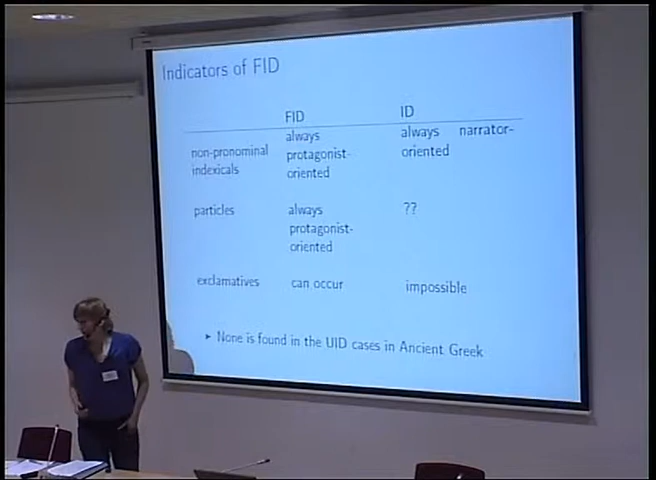 Indicators of FID
FID ID
non-pronominal indexicals always protagonist-oriented always narrator-oriented
particles always protagonist-oriented ??
exclamatives can occur impossible
▸ None is found in the UID cases in Ancient Greek